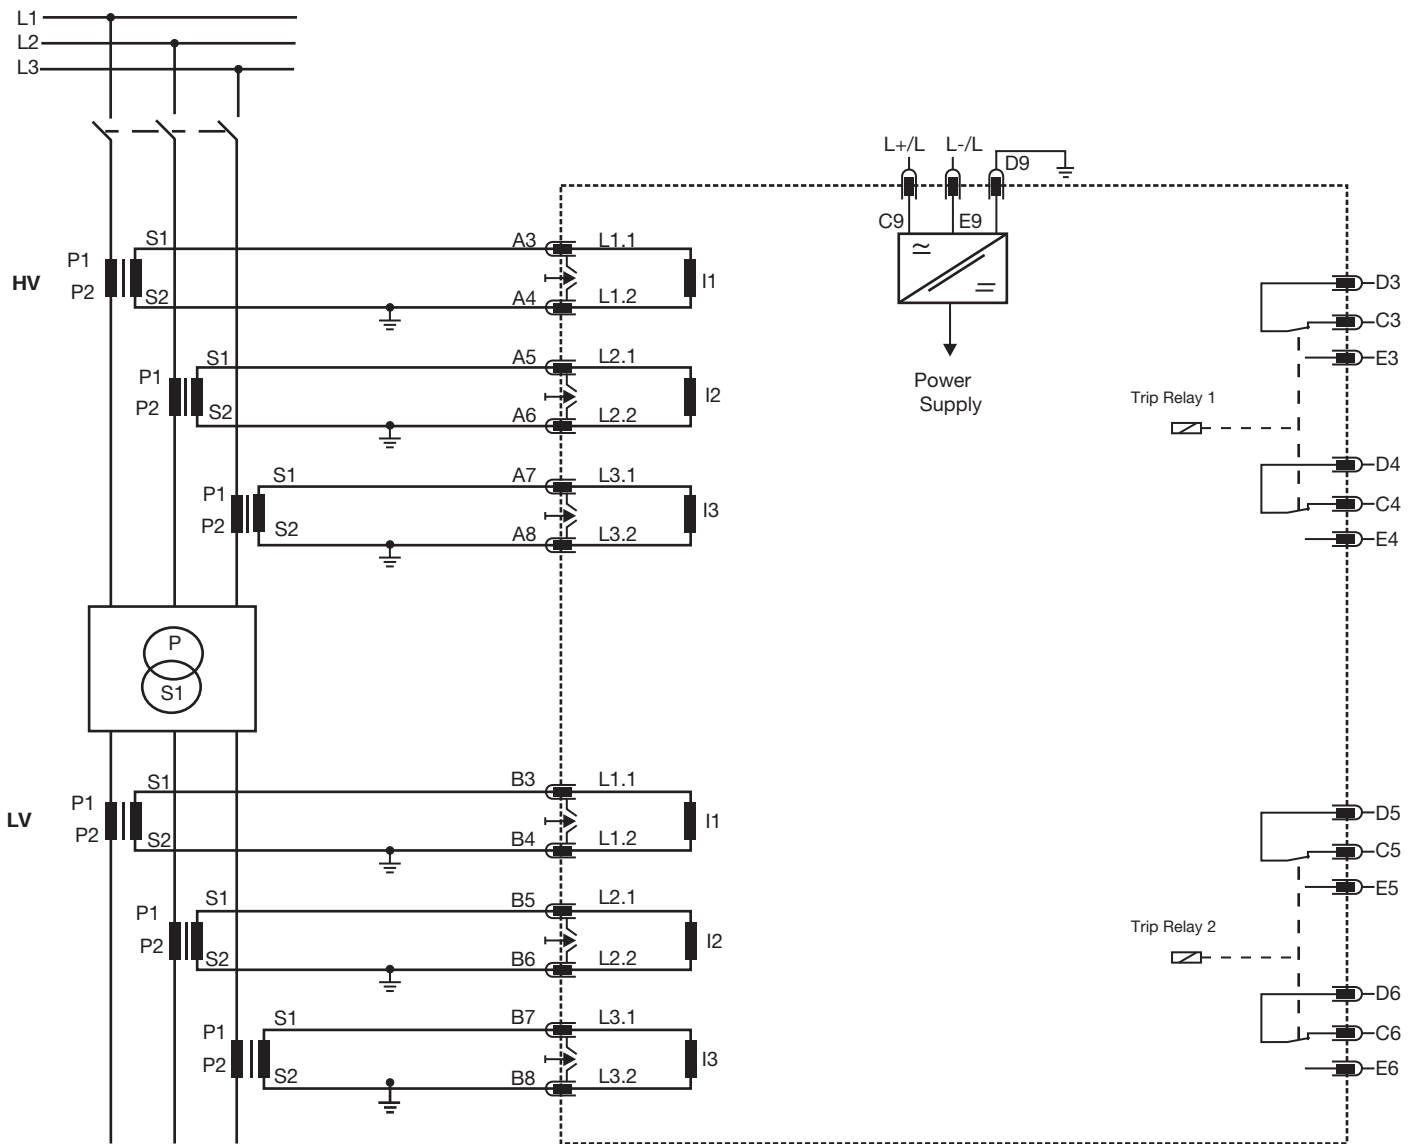 L1
L2
L3
L+/L L-/L
D9
C9 E9
Power
Supply
HV
P1
P2
S1
S2
A3 L1.1
A4 L1.2
I1
P1
P2
S1
S2
A5 L2.1
A6 L2.2
I2
P1
P2
S1
S2
A7 L3.1
A8 L3.2
I3
D3
C3
E3
Trip Relay 1
D4
C4
E4
P
S1
LV
P1
P2
S1
S2
B3 L1.1
B4 L1.2
I1
P1
P2
S1
S2
B5 L2.1
B6 L2.2
I2
P1
P2
S1
S2
B7 L3.1
B8 L3.2
I3
D5
C5
E5
Trip Relay 2
D6
C6
E6